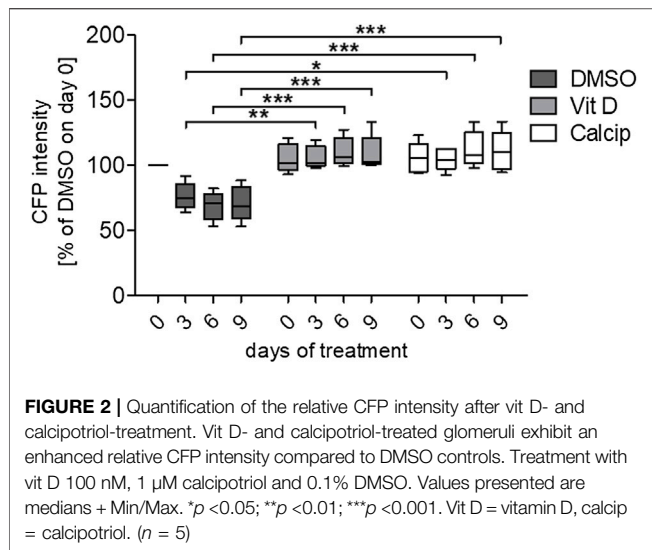 200
150
100
50
0
CFP intensity
[% of DMSO on day 0]
***
***
*
***
***
**
DMSO
Vit D
Calcip
0 3 6 9 0 3 6 9 0 3 6 9
days of treatment
FIGURE 2 | Quantification of the relative CFP intensity after vit D- and
calcipotriol-treatment. Vit D- and calcipotriol-treated glomeruli exhibit an
enhanced relative CFP intensity compared to DMSO controls. Treatment with
vit D 100 nM, 1 μM calcipotriol and 0.1% DMSO. Values presented are
medians + Min/Max. *p <0.05; **p <0.01; ***p <0.001. Vit D = vitamin D, calcip
= calcipotriol. (n = 5)